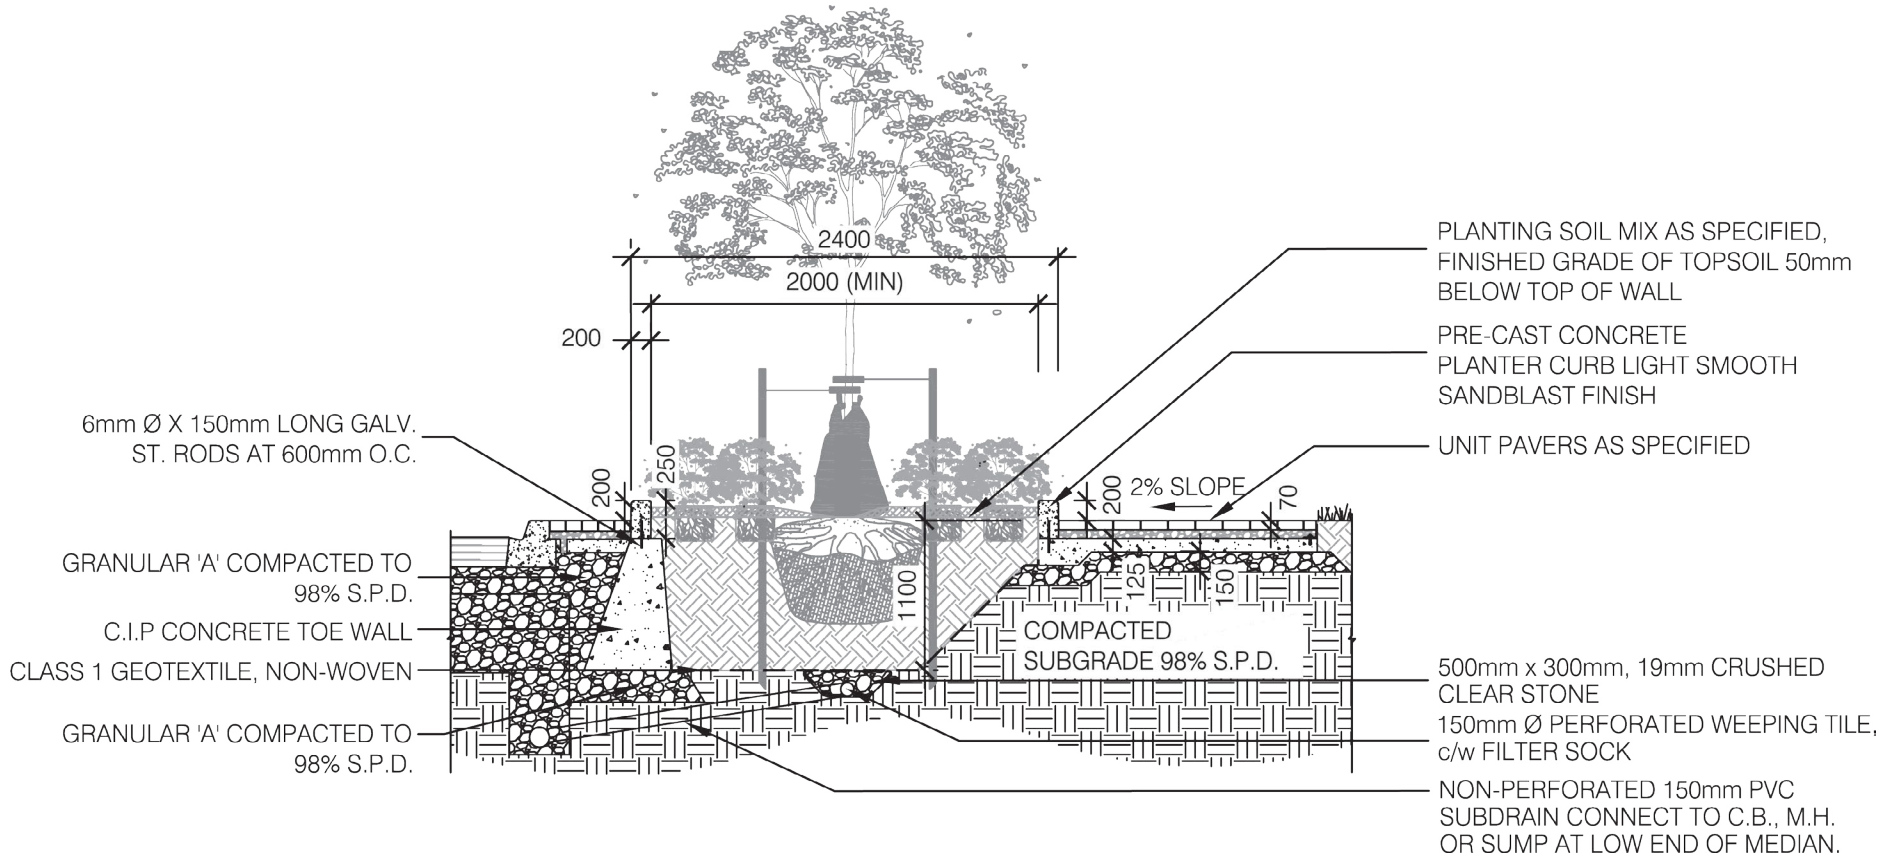 2400
2000 (MIN)
200
6mm Ø X 150mm LONG GALV.
ST. RODS AT 600mm O.C.
GRANULAR 'A' COMPACTED TO
98% S.P.D.
C.I.P CONCRETE TOE WALL
CLASS 1 GEOTEXTILE, NON-WOVEN
GRANULAR 'A' COMPACTED TO
98% S.P.D.
200
250
1100
200
2% SLOPE
70
125
150
COMPACTED
SUBGRADE 98% S.P.D.
PLANTING SOIL MIX AS SPECIFIED,
FINISHED GRADE OF TOPSOIL 50mm
BELOW TOP OF WALL
PRE-CAST CONCRETE
PLANTER CURB LIGHT SMOOTH
SANDBLAST FINISH
UNIT PAVERS AS SPECIFIED
500mm x 300mm, 19mm CRUSHED
CLEAR STONE
150mm Ø PERFORATED WEEPING TILE,
c/w FILTER SOCK
NON-PERFORATED 150mm PVC
SUBDRAIN CONNECT TO C.B., M.H.
OR SUMP AT LOW END OF MEDIAN.